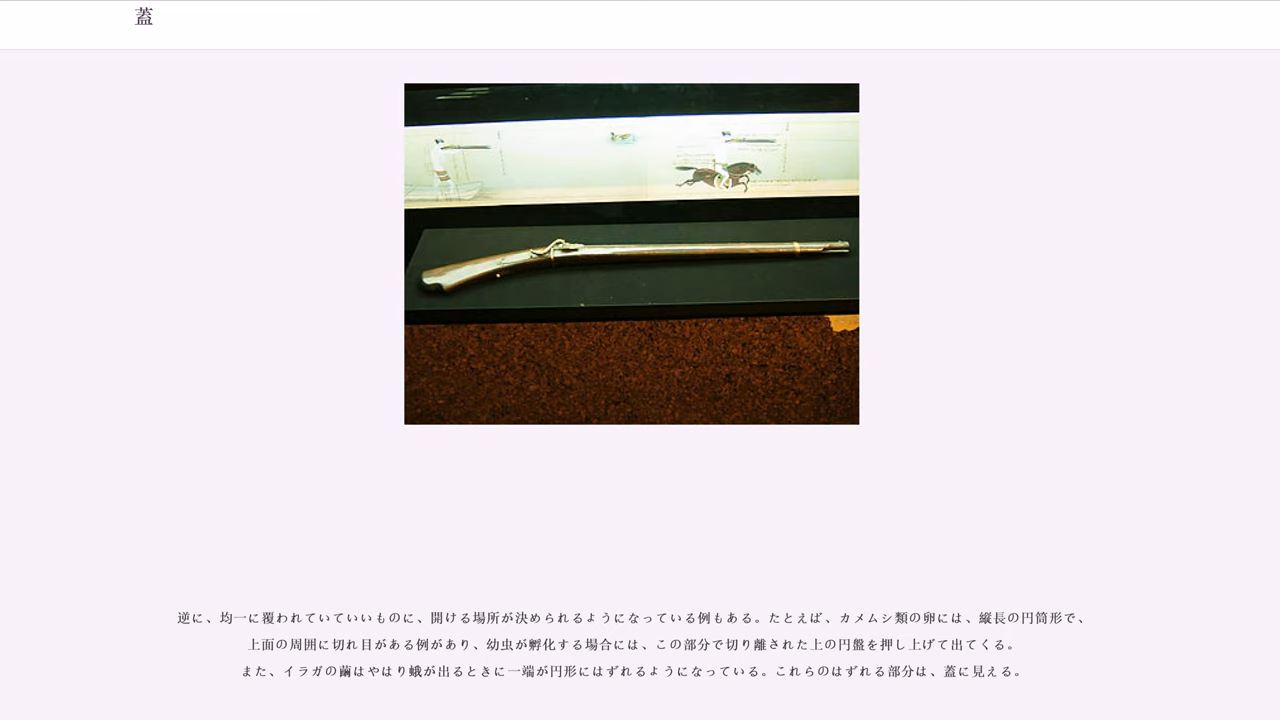 蓋
逆に、均一に覆われていていいものに、開ける場所が決められるようになっている例もある。たとえば、カメムシ類の卵には、縦長の円筒形で、
上面の周囲に切れ目がある例があり、幼虫が孵化する場合には、この部分で切り離された上の円盤を押し上げて出てくる。
また、イラガの繭はやはり蛾が出るときに一端が円形にはずれるようになっている。これらのはずれる部分は、蓋に見える。